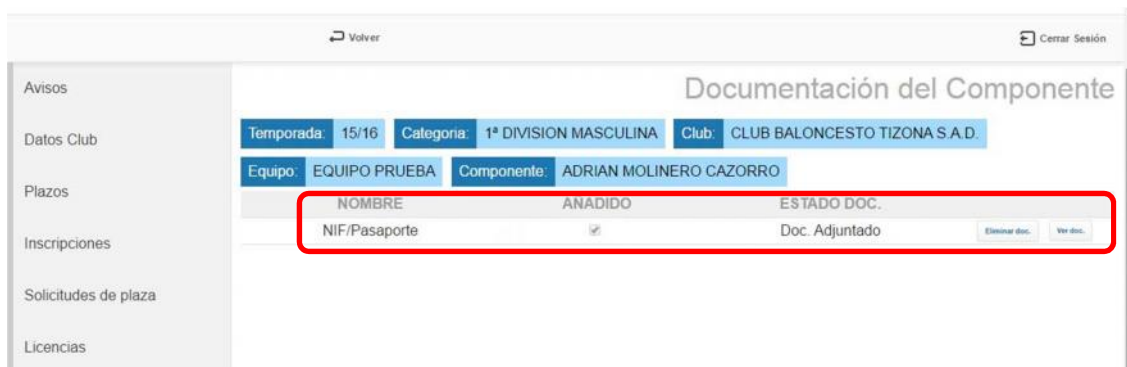 Volver
Cerrar Sesión
Avisos
Datos Club
Plazos
Inscripciones
Solicitudes de plaza
Licencias
Documentación del Componente
Temporada: 15/16 Categoria: 1ª DIVISION MASCULINA Club: CLUB BALONCESTO TIZONA S.A.D.
Equipo: EQUIPO PRUEBA Componente: ADRIAN MOLINERO CAZORRO
NOMBRE AÑADIDO ESTADO DOC.
NIF/Pasaporte Doc. Adjuntado Eliminar doc. Ver doc.